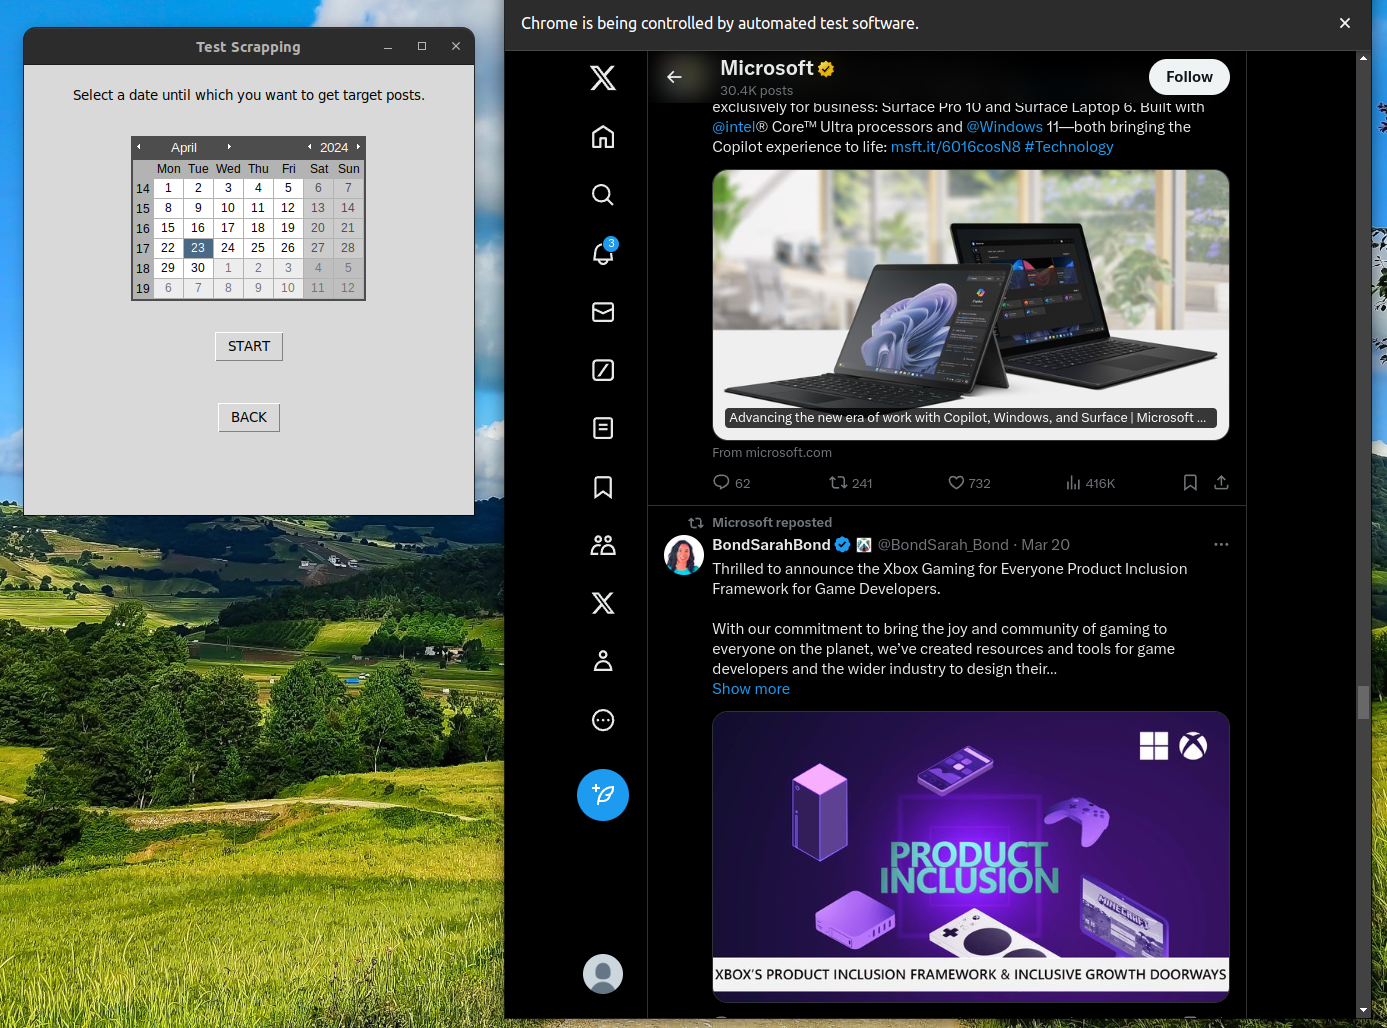 Test Scrapping
Select a date until which you want to get target posts.
April 2024
Mon Tue Wed Thu Fri Sat Sun
14 1 2 3 4 5 6 7
15 8 9 10 11 12 13 14
16 15 16 17 18 19 20 21
17 22 23 24 25 26 27 28
18 29 30 1 2 3 4 5
19 6 7 8 9 10 11 12
START
BACK
Chrome is being controlled by automated test software.
3
Microsoft
30.4K posts
Follow
exclusively for business: Surface Pro 10 and Surface Laptop 6. Built with
@intel® Core™ Ultra processors and @Windows 11—both bringing the
Copilot experience to life: msft.it/6016cosN8 #Technology
Advancing the new era of work with Copilot, Windows, and Surface | Microsoft ...
From microsoft.com
62 241 732 416K
Microsoft reposted
BondSarahBond @BondSarah_Bond · Mar 20
Thrilled to announce the Xbox Gaming for Everyone Product Inclusion
Framework for Game Developers.
With our commitment to bring the joy and community of gaming to
everyone on the planet, we've created resources and tools for game
developers and the wider industry to design their...
Show more
PRODUCT
INCLUSION
MINECRAFT
XBOX'S PRODUCT INCLUSION FRAMEWORK & INCLUSIVE GROWTH DOORWAYS